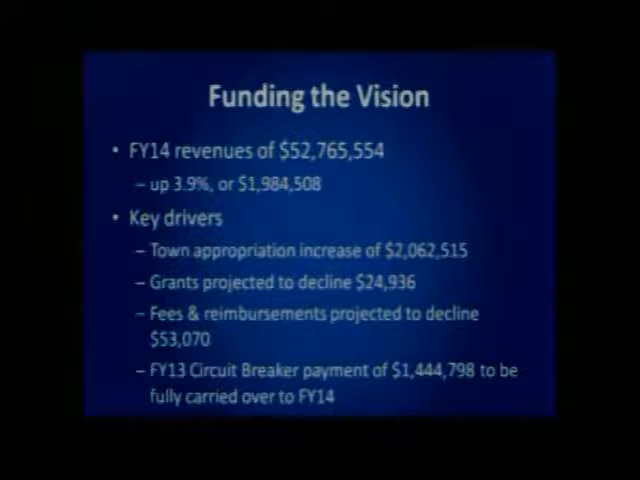 Funding the Vision
• FY14 revenues of $52,765,554
– up 3.9%, or $1,984,508
• Key drivers
– Town appropriation increase of $2,062,515
– Grants projected to decline $24,936
– Fees & reimbursements projected to decline
$53,070
– FY13 Circuit Breaker payment of $1,444,798 to be
fully carried over to FY14